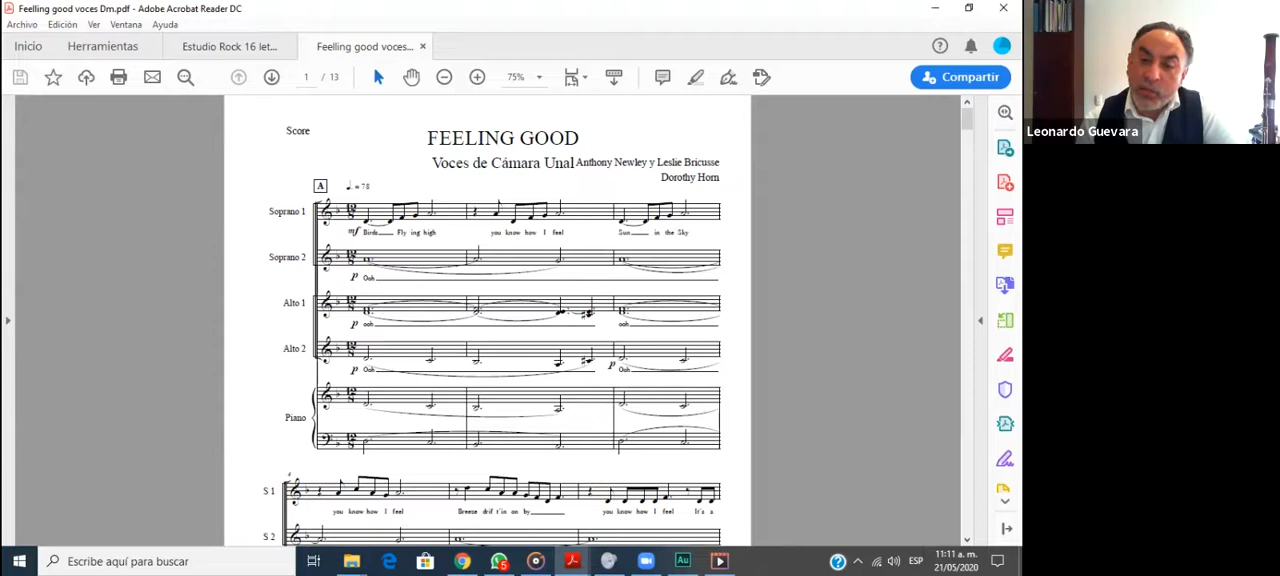 Feelling good voces Dm.pdf - Adobe Acrobat Reader DC
Archivo Edición Ver Ventana Ayuda
Inicio Herramientas Estudio Rock 16 let... Feelling good voces...
1 / 13 75% Compartir
Leonardo Guevara
Score
FEELING GOOD
Voces de Cámara Unal
Anthony Newley y Leslie Bricusse
Dorothy Horn
A = 78
Soprano 1
mf Birds Fly ing high you know how I feel Sun in the Sky
Soprano 2
p Ooh
Alto 1
p ooh ooh
Alto 2
p Ooh p Ooh
Piano
4
S 1
you know how I feel Breeze drif t'in on by you know how I feel It's a
S 2
Escribe aquí para buscar
5
Au
ESP
11:11 a. m.
21/05/2020